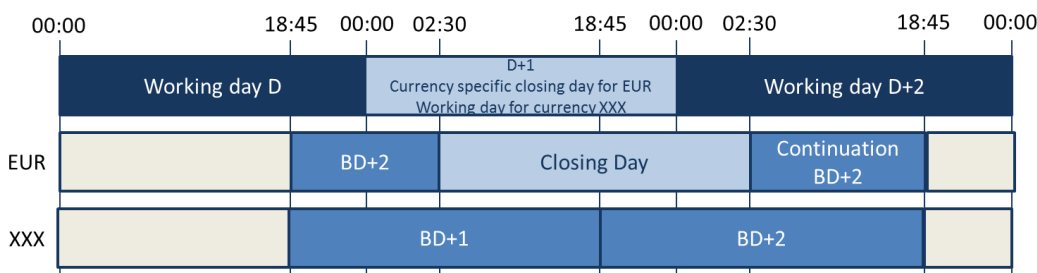 00:00 18:45 00:00 02:30 18:45 00:00 02:30 18:45 00:00
Working day D
D+1
Currency specific closing day for EUR
Working day for currency XXX
Working day D+2
EUR
BD+2
Closing Day
Continuation
BD+2
XXX
BD+1
BD+2